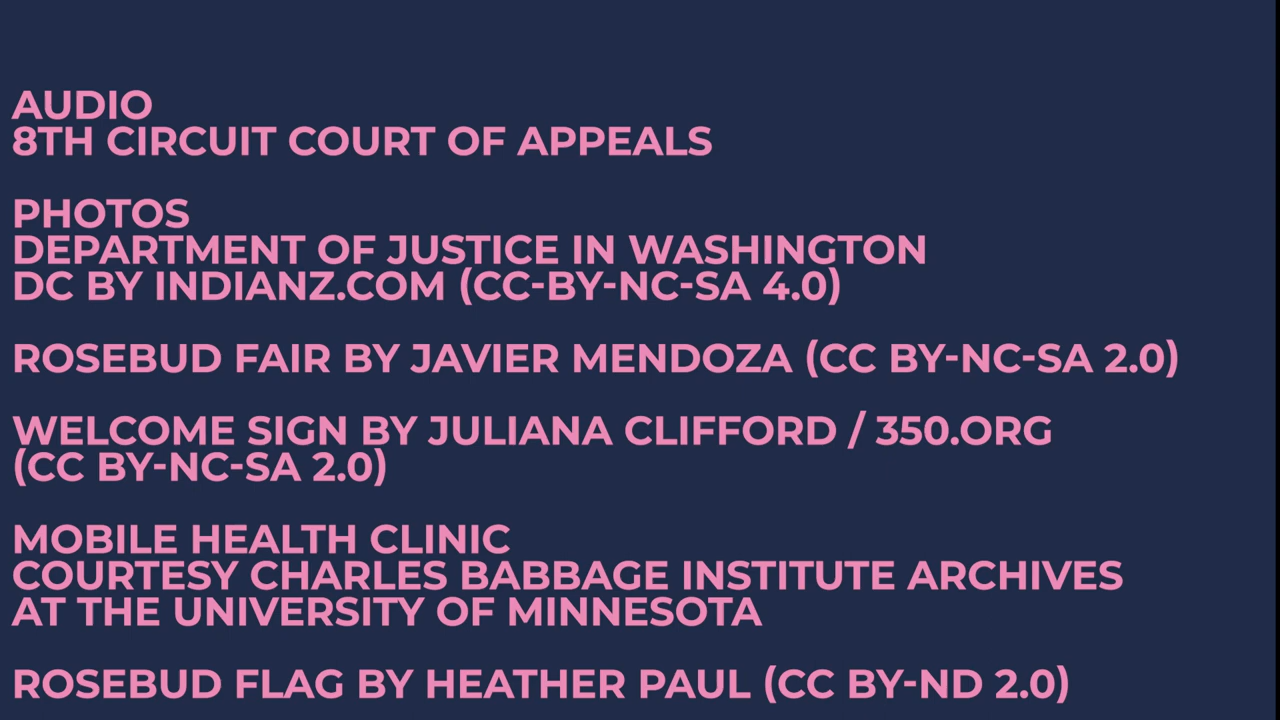 AUDIO
8TH CIRCUIT COURT OF APPEALS
PHOTOS
DEPARTMENT OF JUSTICE IN WASHINGTON
DC BY INDIANZ.COM (CC-BY-NC-SA 4.0)
ROSEBUD FAIR BY JAVIER MENDOZA (CC BY-NC-SA 2.0)
WELCOME SIGN BY JULIANA CLIFFORD / 350.ORG
(CC BY-NC-SA 2.0)
MOBILE HEALTH CLINIC
COURTESY CHARLES BABBAGE INSTITUTE ARCHIVES
AT THE UNIVERSITY OF MINNESOTA
ROSEBUD FLAG BY HEATHER PAUL (CC BY-ND 2.0)